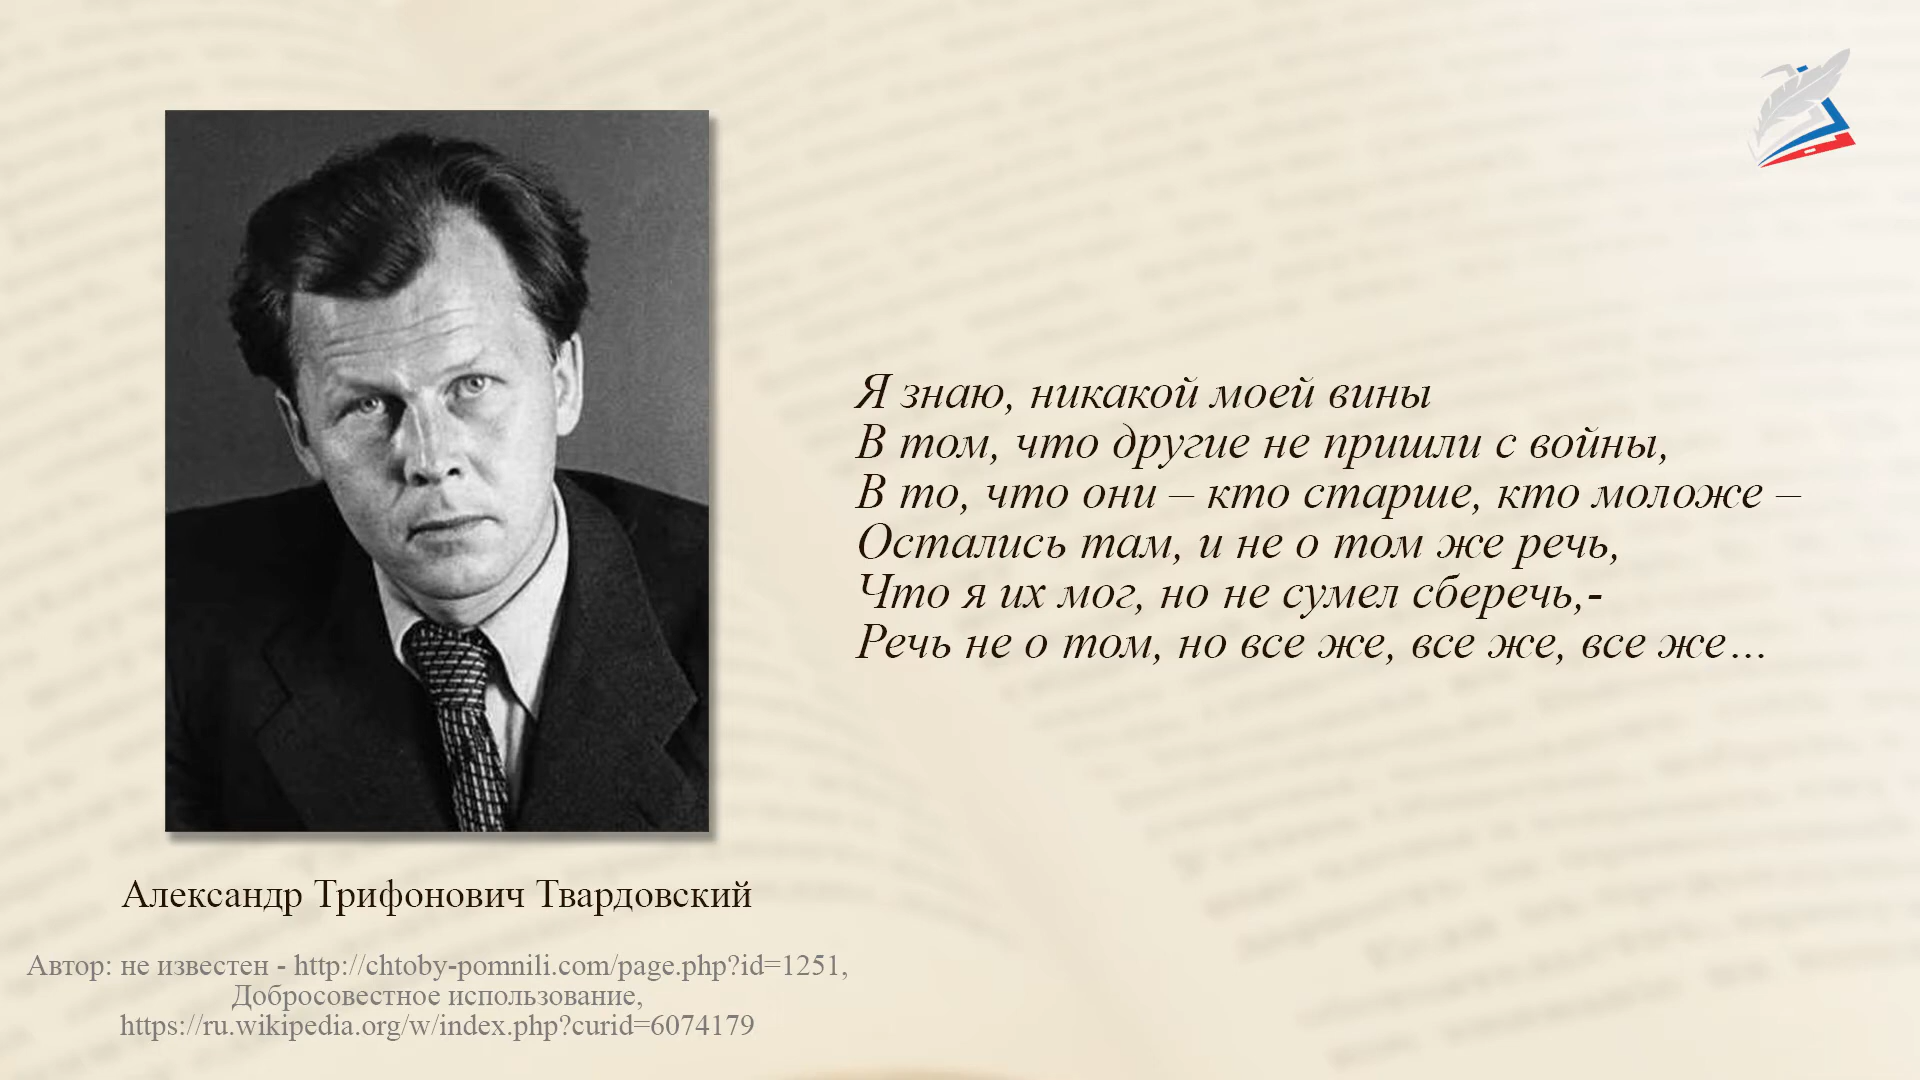 Я знаю, никакой моей вины
В том, что другие не пришли с войны,
В то, что они – кто старше, кто моложе –
Остались там, и не о том же речь,
Что я их мог, но не сумел сберечь,-
Речь не о том, но все же, все же, все же…
Александр Трифонович Твардовский
Автор: не известен - http://chtoby-pomnili.com/page.php?id=1251,
Добросовестное использование,
https://ru.wikipedia.org/w/index.php?curid=6074179